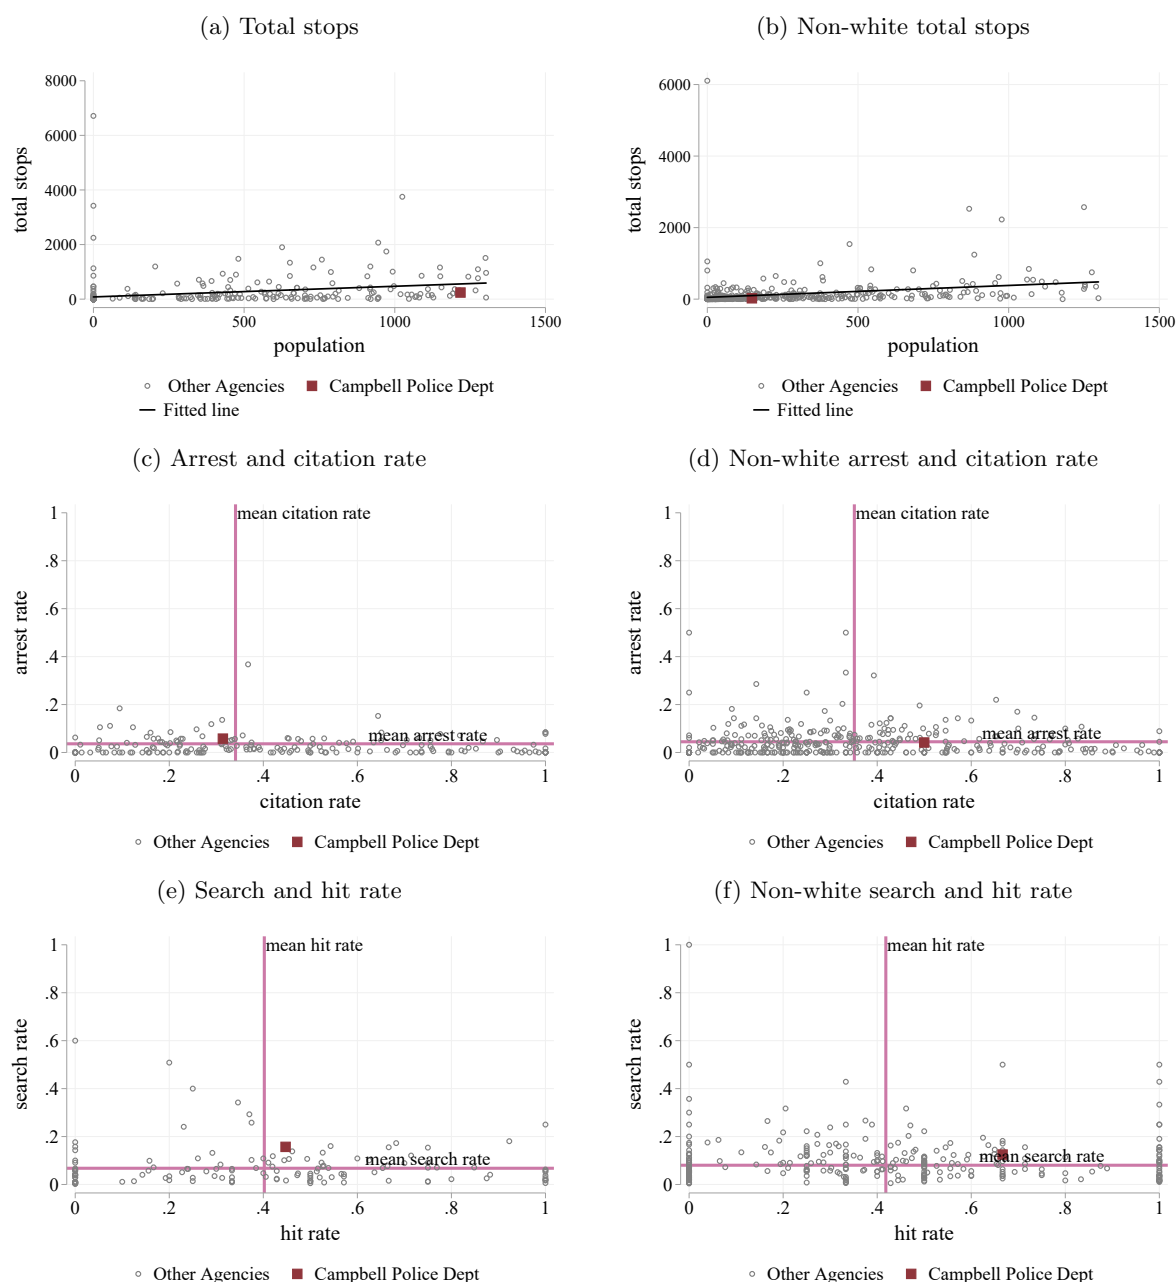 (a) Total stops
(b) Non-white total stops
total stops
8000
6000
4000
2000
0
0 500 1000 1500
population
Other Agencies Campbell Police Dept
Fitted line
total stops
6000
4000
2000
0
0 500 1000 1500
population
Other Agencies Campbell Police Dept
Fitted line
(c) Arrest and citation rate
(d) Non-white arrest and citation rate
mean citation rate
arrest rate
1
.8
.6
.4
.2
0
mean arrest rate
0 .2 .4 .6 .8 1
citation rate
Other Agencies Campbell Police Dept
mean citation rate
arrest rate
1
.8
.6
.4
.2
0
mean arrest rate
0 .2 .4 .6 .8 1
citation rate
Other Agencies Campbell Police Dept
(e) Search and hit rate
(f) Non-white search and hit rate
mean hit rate
search rate
1
.8
.6
.4
.2
0
mean search rate
0 .2 .4 .6 .8 1
hit rate
Other Agencies Campbell Police Dept
mean hit rate
search rate
1
.8
.6
.4
.2
0
mean search rate
0 .2 .4 .6 .8 1
hit rate
Other Agencies Campbell Police Dept